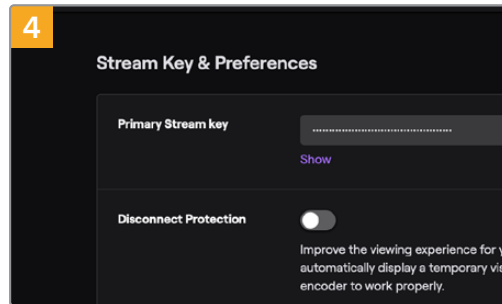 4
Stream Key & Preferences
Primary Stream key
Show
Disconnect Protection
Improve the viewing experience for
automatically display a temporary
encoder to work properly.